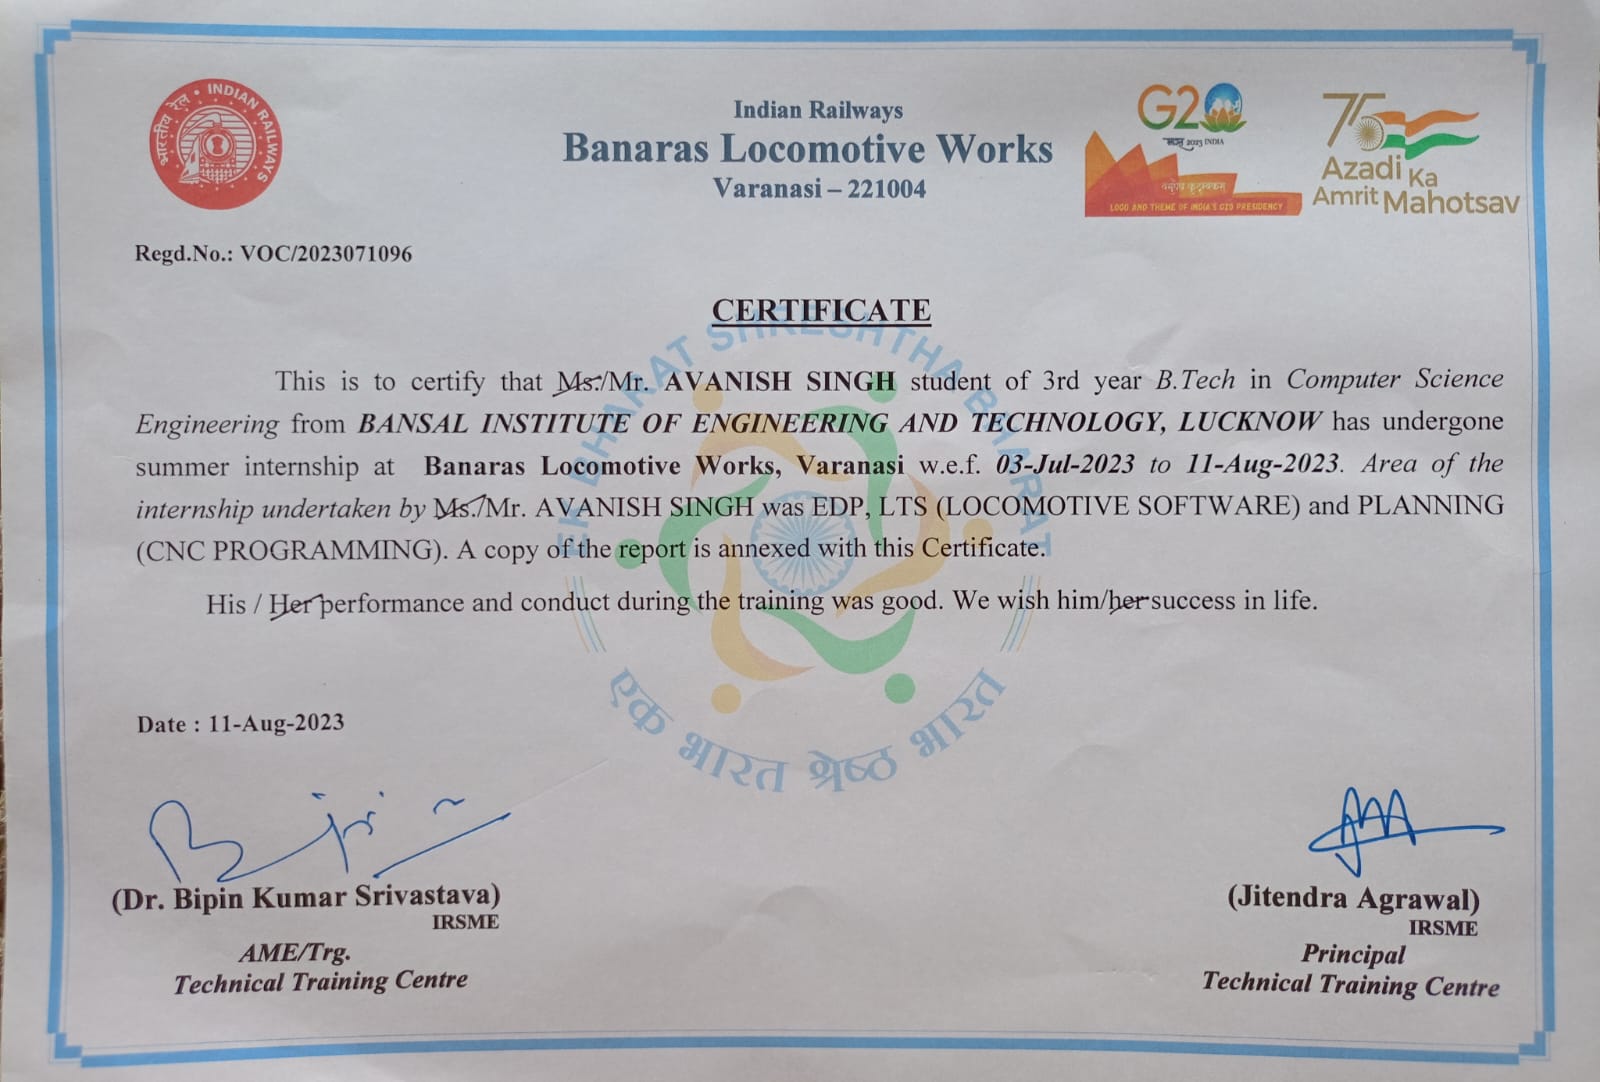 भारतीय रेल • INDIAN RAILWAYS
Indian Railways
Banaras Locomotive Works
Varanasi – 221004
G20
भारत 2023 INDIA
वसुधैव कुटुम्बकम्
LOGO AND THEME OF INDIA'S G20 PRESIDENCY
75
Azadi Ka
Amrit Mahotsav
Regd.No.: VOC/2023071096
CERTIFICATE
This is to certify that Ms./Mr. AVANISH SINGH student of 3rd year B.Tech in Computer Science
Engineering from BANSAL INSTITUTE OF ENGINEERING AND TECHNOLOGY, LUCKNOW has undergone
summer internship at Banaras Locomotive Works, Varanasi w.e.f. 03-Jul-2023 to 11-Aug-2023. Area of the
internship undertaken by Ms./Mr. AVANISH SINGH was EDP, LTS (LOCOMOTIVE SOFTWARE) and PLANNING
(CNC PROGRAMMING). A copy of the report is annexed with this Certificate.
His / Her performance and conduct during the training was good. We wish him/her success in life.
EK BHARAT SHRESHTHA BHARAT
एक भारत श्रेष्ठ भारत
Date : 11-Aug-2023
(Dr. Bipin Kumar Srivastava)
IRSME
AME/Trg.
Technical Training Centre
(Jitendra Agrawal)
IRSME
Principal
Technical Training Centre